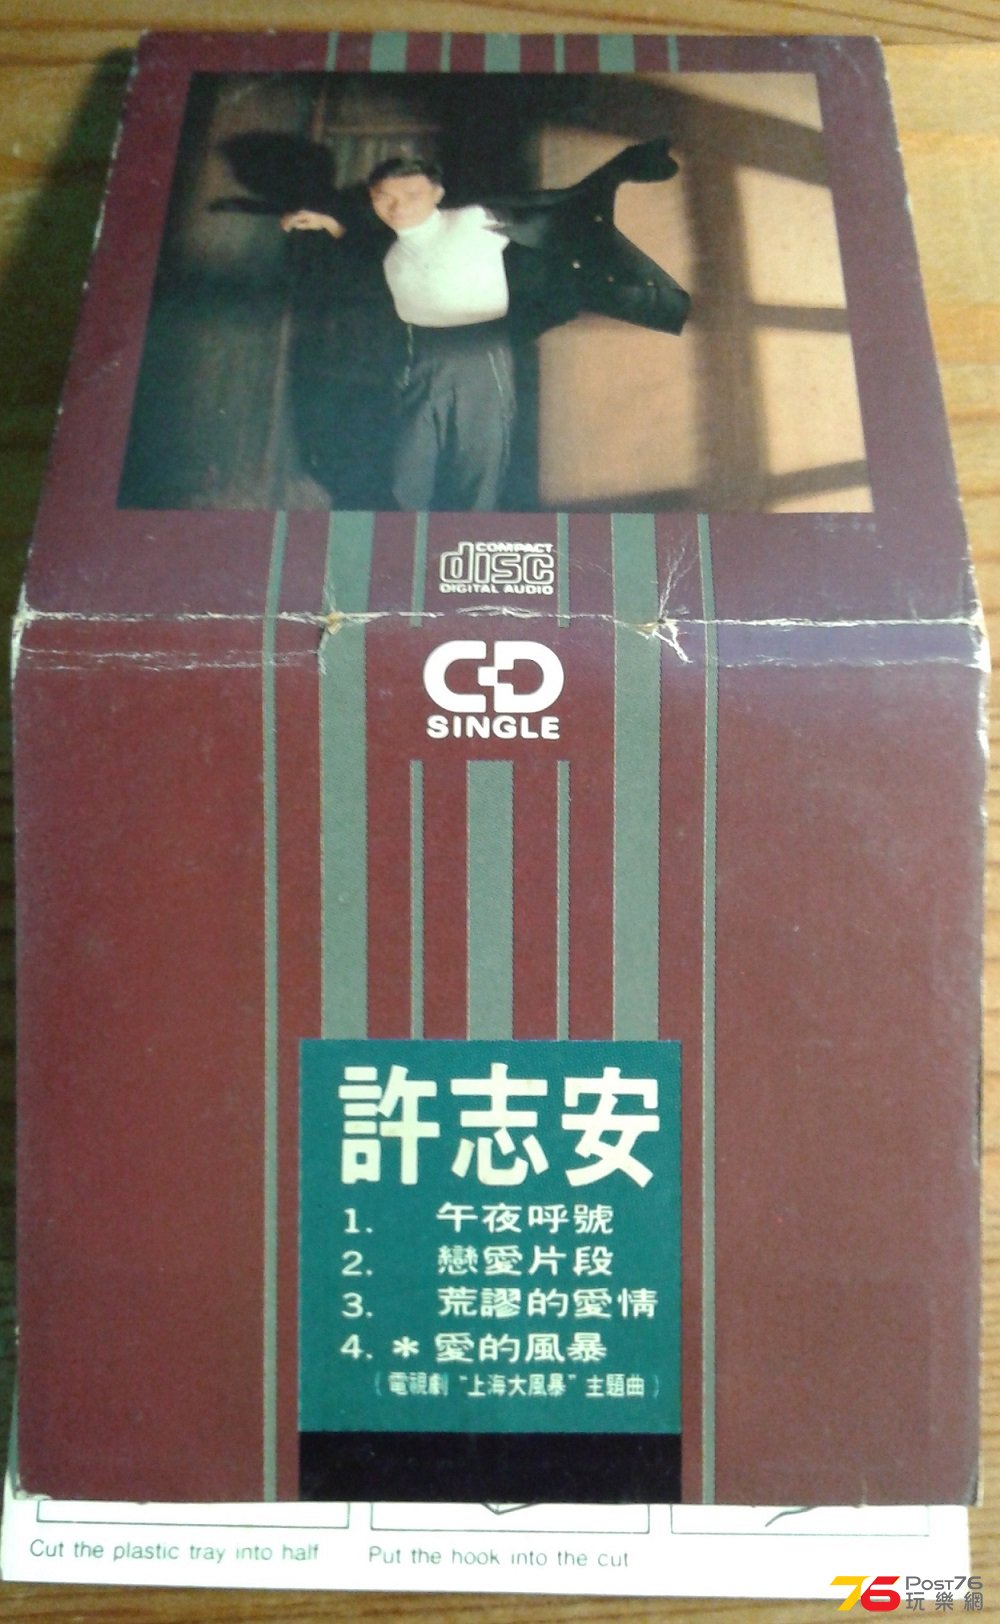 COMPACT
disc
DIGITAL AUDIO
CD
SINGLE
許志安
1. 午夜呼號
2. 戀愛片段
3. 荒謬的愛情
4. * 愛的風暴
(電視劇"上海大風暴"主題曲)
Cut the plastic tray into half
Put the hook into the cut
76 POST76
玩樂網